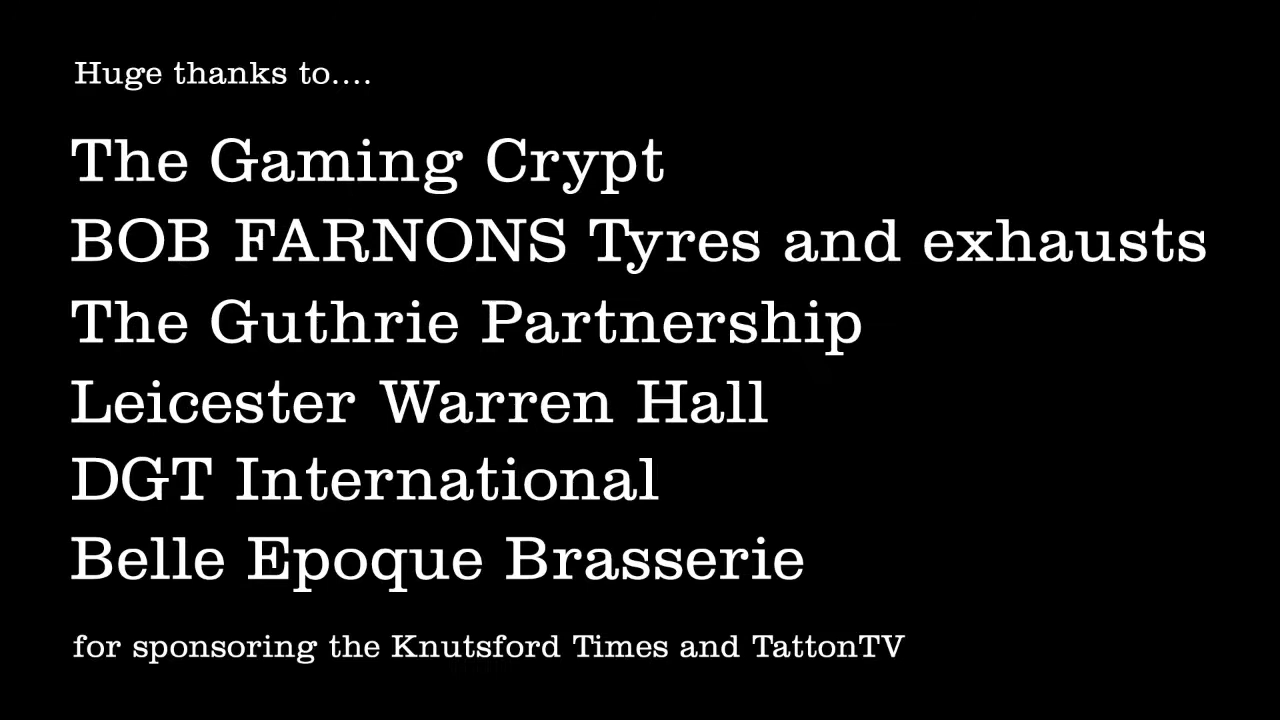 Huge thanks to....
The Gaming Crypt
BOB FARNONS Tyres and exhausts
The Guthrie Partnership
Leicester Warren Hall
DGT International
Belle Epoque Brasserie
for sponsoring the Knutsford Times and TattonTV